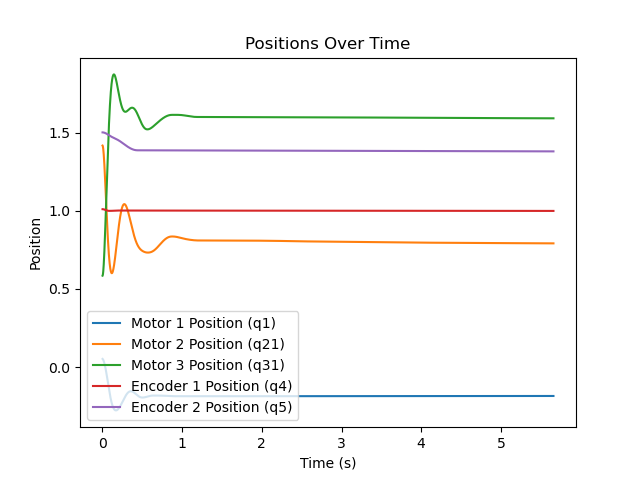 Positions Over Time
Position
1.5
1.0
0.5
0.0
Motor 1 Position (q1)
Motor 2 Position (q21)
Motor 3 Position (q31)
Encoder 1 Position (q4)
Encoder 2 Position (q5)
0 1 2 3 4 5
Time (s)